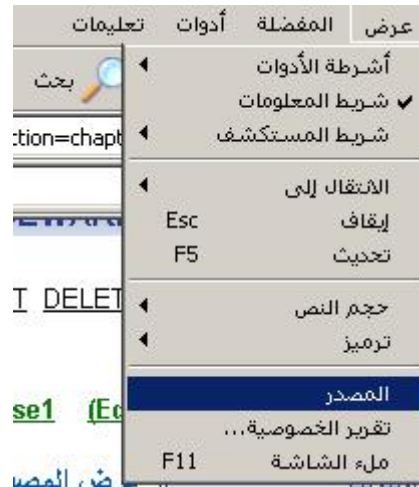 عرض المفضلة أدوات تعليمات
أشرطة الأدوات
بحث
شريط المعلومات
شريط المستكشف
ction=chapt
الانتقال إلى
إيقاف Esc
تحديث F5
T DELET
حجم النص
ترميز
المصدر
se1 (Ec
تقرير الخصوصية...
ملء الشاشة F11